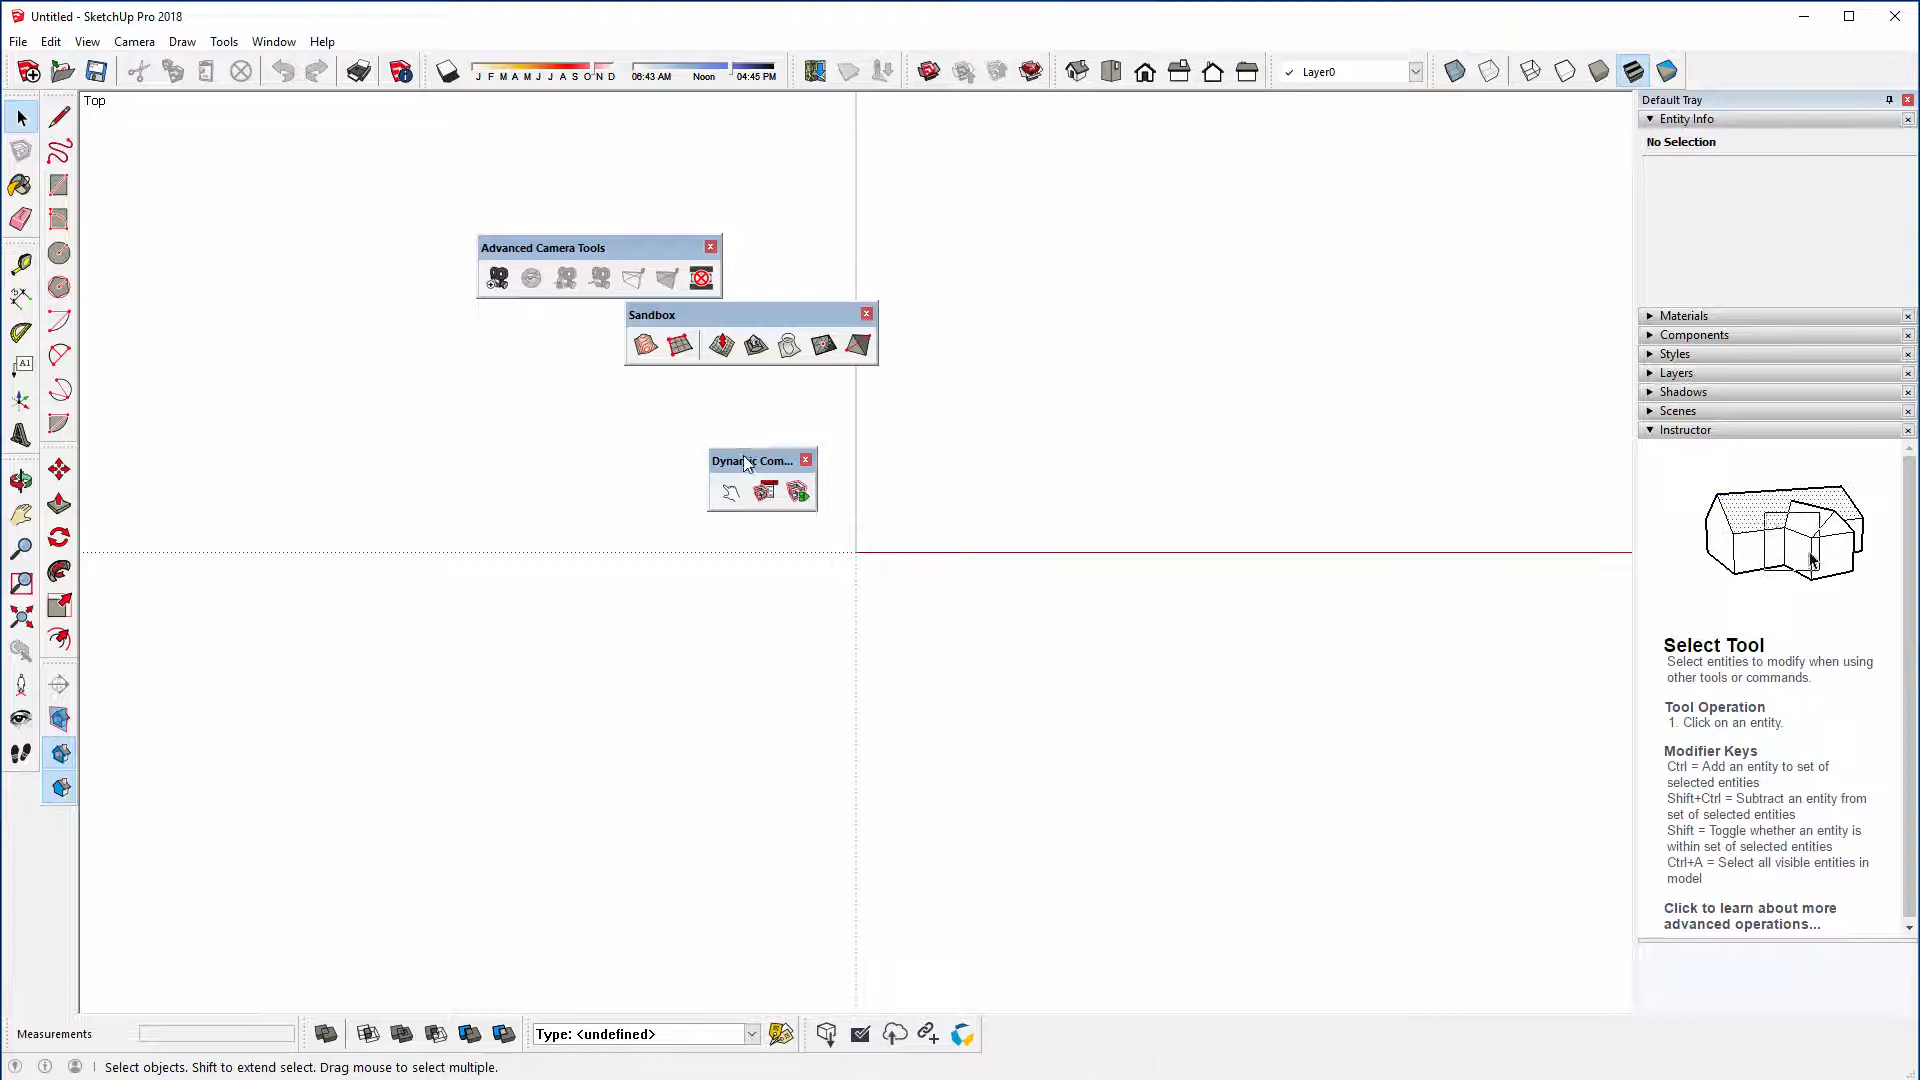 Untitled - SketchUp Pro 2018
File Edit View Camera Draw Tools Window Help
J F M A M J J A S O N D 06:43 AM Noon 04:45 PM
Layer0
Top
Default Tray
Entity Info
No Selection
Advanced Camera Tools
Sandbox
Materials
Components
Styles
Layers
Shadows
Scenes
Instructor
A1
Dynamic Com...
Select Tool
Select entities to modify when using
other tools or commands.
Tool Operation
1. Click on an entity.
Modifier Keys
Ctrl = Add an entity to set of
selected entities
Shift+Ctrl = Subtract an entity from
set of selected entities
Shift = Toggle whether an entity is
within set of selected entities
Ctrl+A = Select all visible entities in
model
Click to learn about more
advanced operations...
Measurements
Type: <undefined>
Select objects. Shift to extend select. Drag mouse to select multiple.